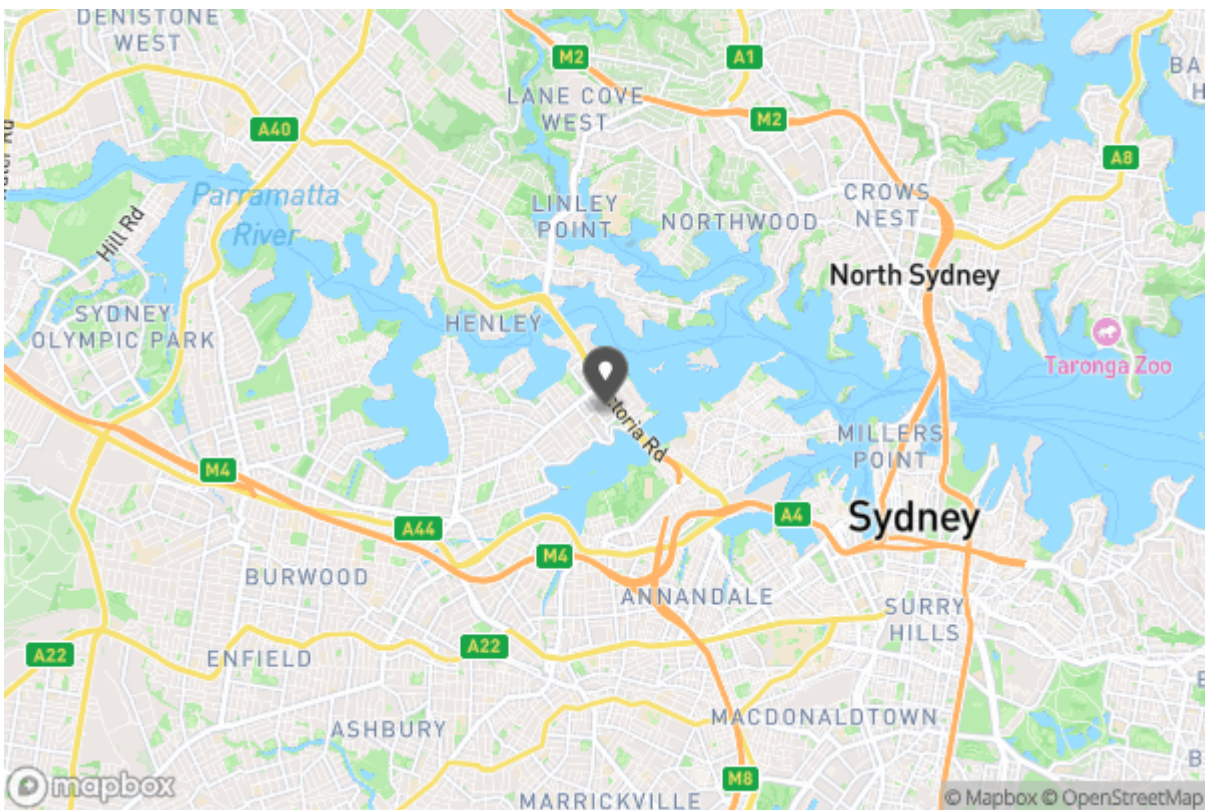 DENISTONE
WEST
M2
A1
BA
H
LANE COVE
WEST
M2
A40
A8
Parramatta
River
Hill Rd
LINLEY
POINT
NORTHWOOD
CROWS
NEST
North Sydney
SYDNEY
OLYMPIC PARK
HENLEY
Taronga Zoo
ctoria Rd
MILLERS
POINT
M4
A44
A4
Sydney
M4
BURWOOD
ANNANDALE
SURRY
HILLS
A22
A22
ENFIELD
ASHBURY
MACDONALDTOWN
M8
MARRICKVILLE
mapbox
© Mapbox © OpenStreetMap